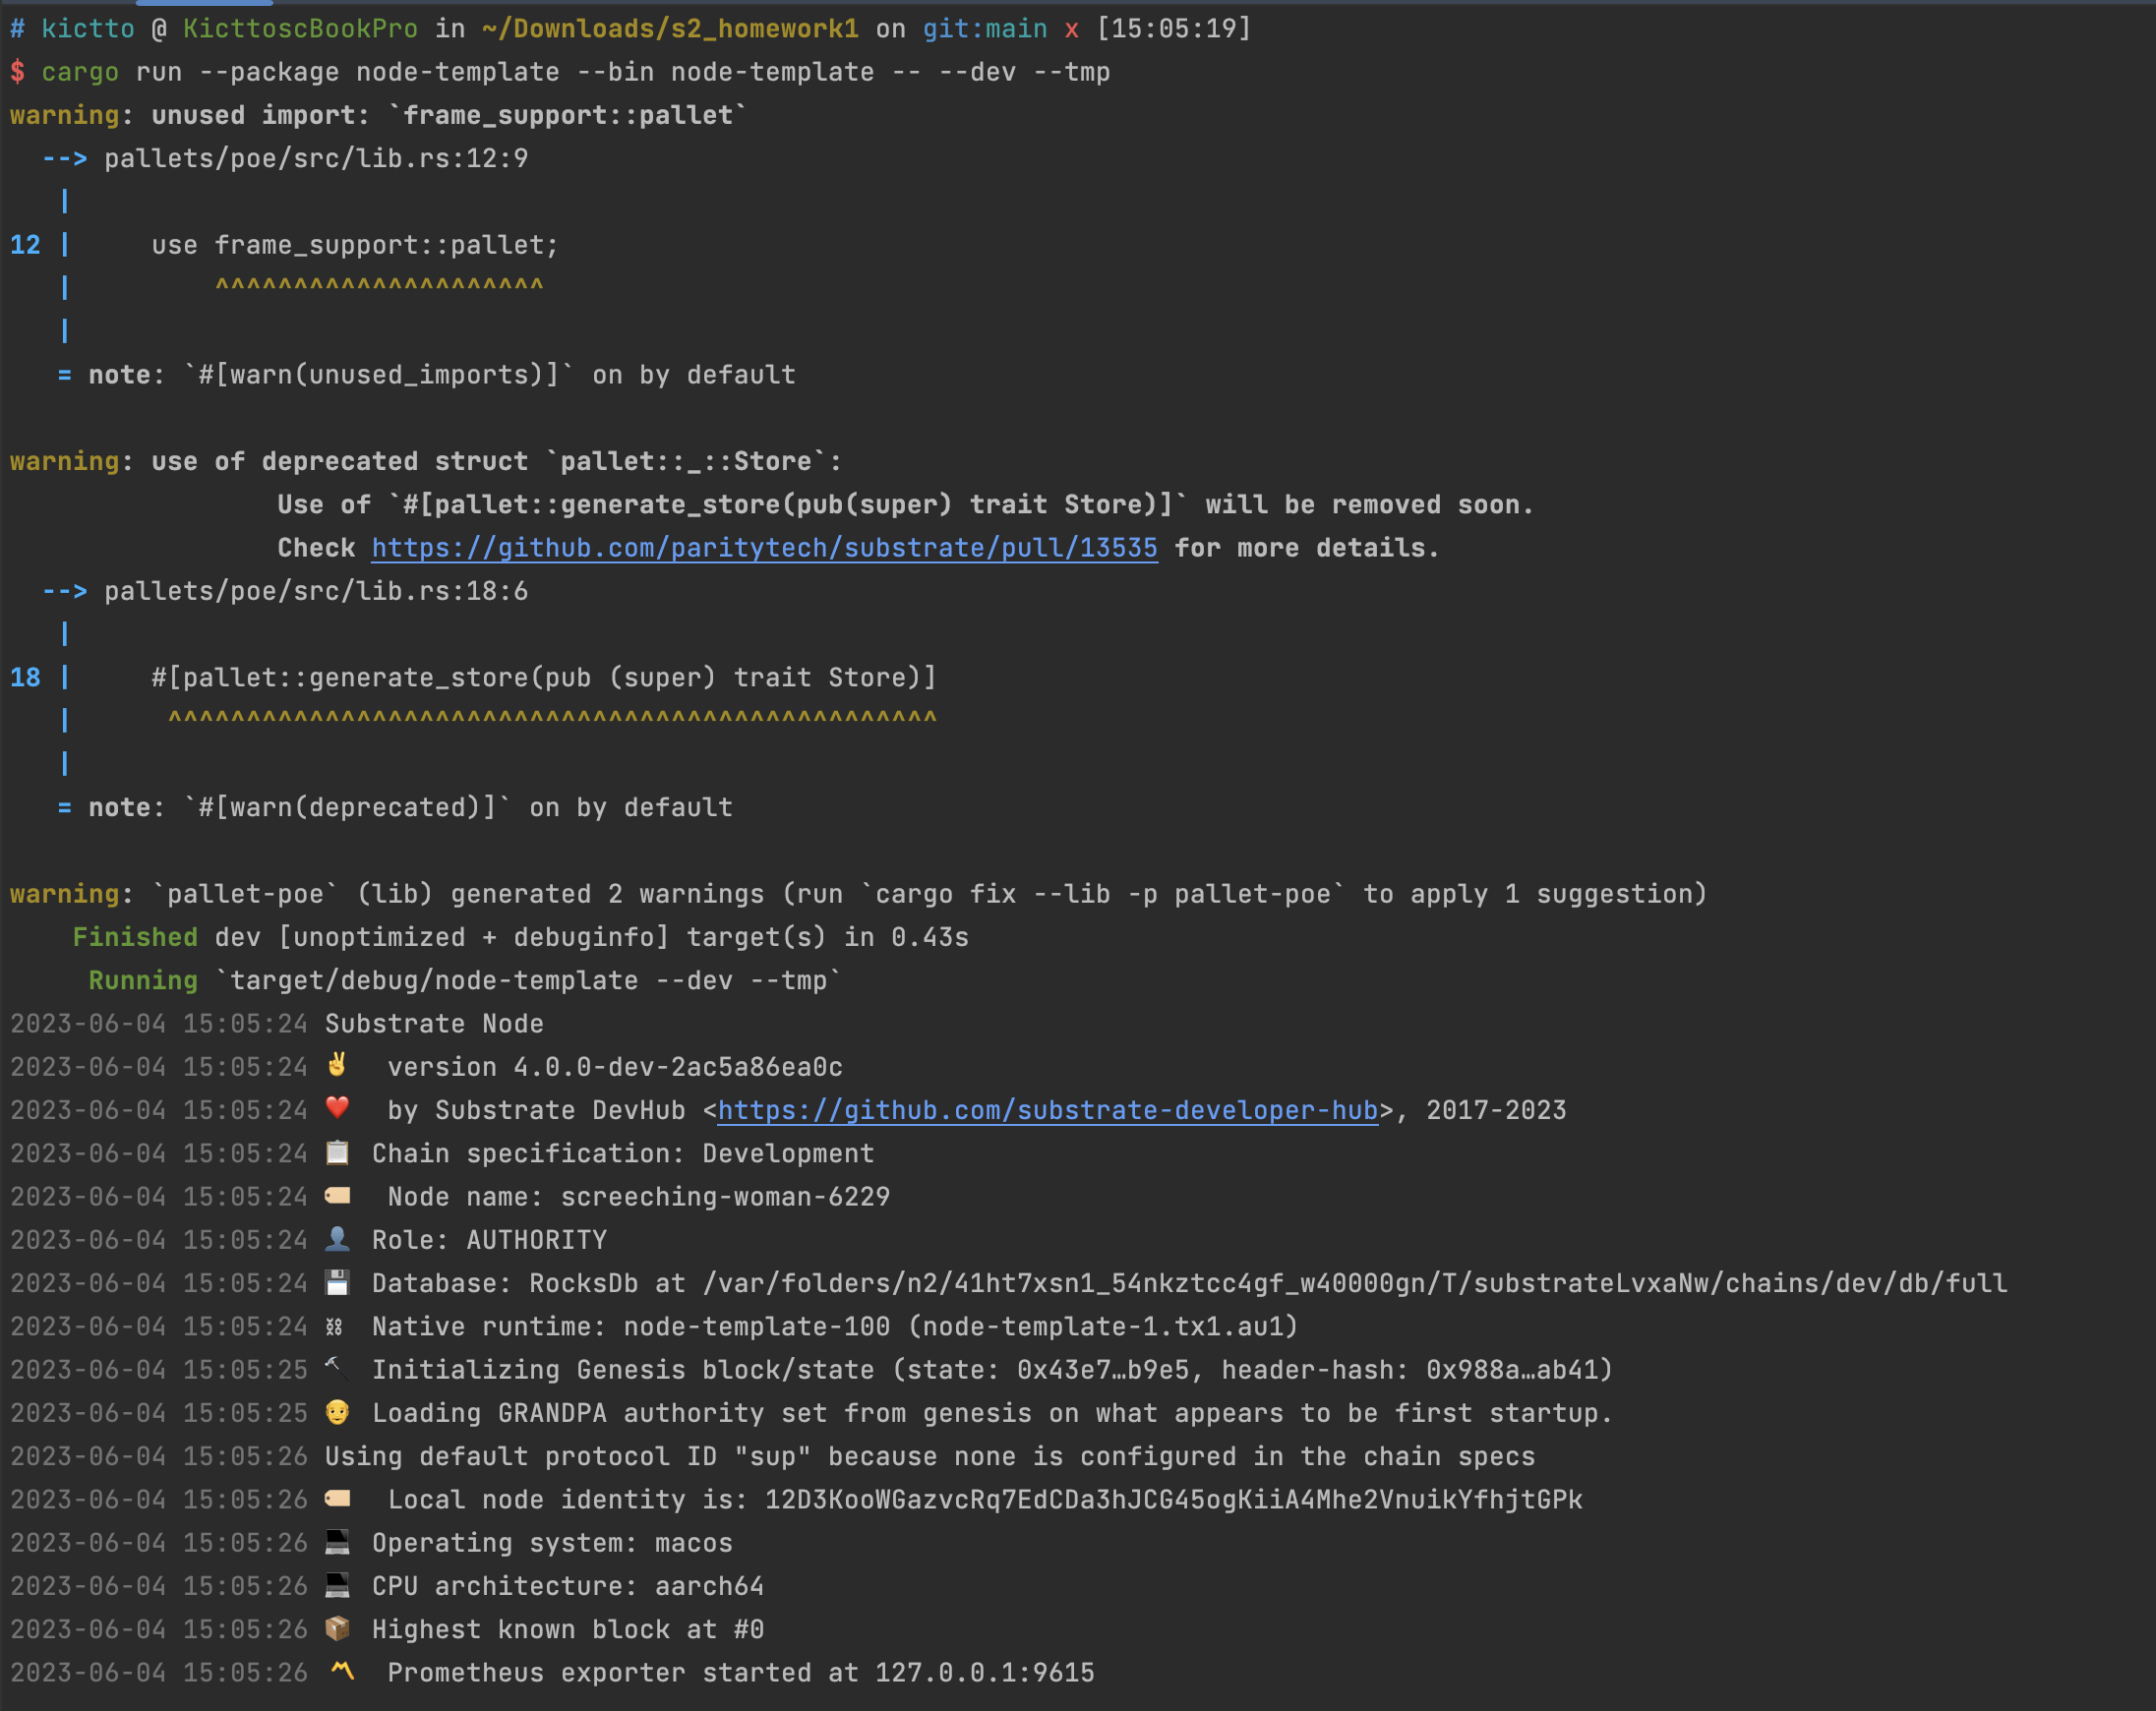 # kictto @ KicttoscBookPro in ~/Downloads/s2_homework1 on git:main x [15:05:19]
$ cargo run --package node-template --bin node-template -- --dev --tmp
warning: unused import: `frame_support::pallet`
  --> pallets/poe/src/lib.rs:12:9
   |
12 |     use frame_support::pallet;
   |         ^^^^^^^^^^^^^^^^^^^^^
   |
   = note: `#[warn(unused_imports)]` on by default
warning: use of deprecated struct `pallet::_::Store`:
                 Use of `#[pallet::generate_store(pub(super) trait Store)]` will be removed soon.
                 Check https://github.com/paritytech/substrate/pull/13535 for more details.
  --> pallets/poe/src/lib.rs:18:6
   |
18 |     #[pallet::generate_store(pub (super) trait Store)]
   |      ^^^^^^^^^^^^^^^^^^^^^^^^^^^^^^^^^^^^^^^^^^^^^^^^^
   |
   = note: `#[warn(deprecated)]` on by default
warning: `pallet-poe` (lib) generated 2 warnings (run `cargo fix --lib -p pallet-poe` to apply 1 suggestion)
    Finished dev [unoptimized + debuginfo] target(s) in 0.43s
     Running `target/debug/node-template --dev --tmp`
2023-06-04 15:05:24 Substrate Node
2023-06-04 15:05:24 ✌️  version 4.0.0-dev-2ac5a86ea0c
2023-06-04 15:05:24 ❤️  by Substrate DevHub <https://github.com/substrate-developer-hub>, 2017-2023
2023-06-04 15:05:24 📋 Chain specification: Development
2023-06-04 15:05:24 🏷  Node name: screeching-woman-6229
2023-06-04 15:05:24 👤 Role: AUTHORITY
2023-06-04 15:05:24 💾 Database: RocksDb at /var/folders/n2/41ht7xsn1_54nkztcc4gf_w40000gn/T/substrateLvxaNw/chains/dev/db/full
2023-06-04 15:05:24 ⛓  Native runtime: node-template-100 (node-template-1.tx1.au1)
2023-06-04 15:05:25 🔨 Initializing Genesis block/state (state: 0x43e7…b9e5, header-hash: 0x988a…ab41)
2023-06-04 15:05:25 👴 Loading GRANDPA authority set from genesis on what appears to be first startup.
2023-06-04 15:05:26 Using default protocol ID "sup" because none is configured in the chain specs
2023-06-04 15:05:26 🏷  Local node identity is: 12D3KooWGazvcRq7EdCDa3hJCG45ogKiiA4Mhe2VnuikYfhjtGPk
2023-06-04 15:05:26 💻 Operating system: macos
2023-06-04 15:05:26 💻 CPU architecture: aarch64
2023-06-04 15:05:26 📦 Highest known block at #0
2023-06-04 15:05:26 〽️  Prometheus exporter started at 127.0.0.1:9615